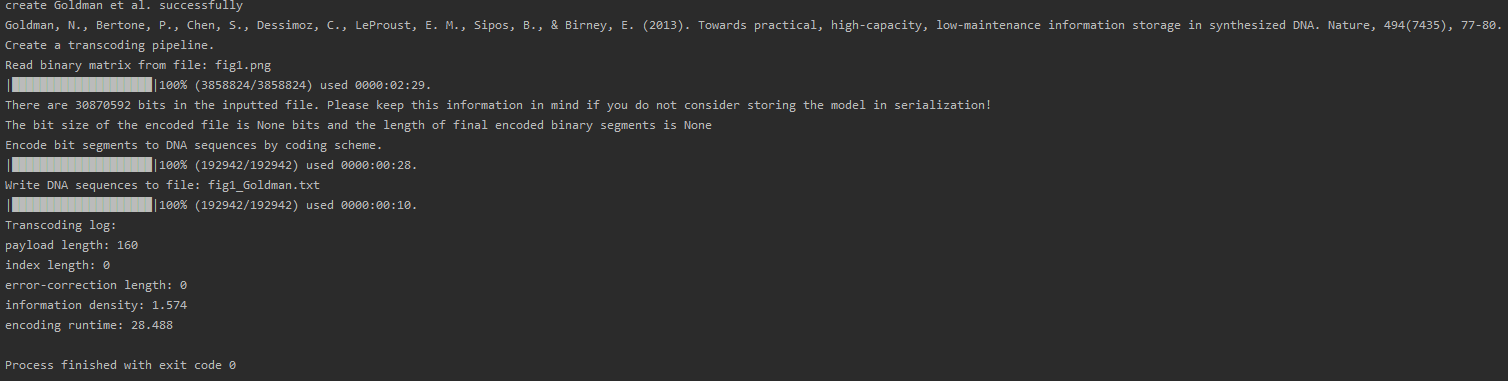 create Goldman et al. successfully
Goldman, N., Bertone, P., Chen, S., Dessimoz, C., LeProust, E. M., Sipos, B., & Birney, E. (2013). Towards practical, high-capacity, low-maintenance information storage in synthesized DNA. Nature, 494(7435), 77-80.
Create a transcoding pipeline.
Read binary matrix from file: fig1.png
|████████████████████|100% (3858824/3858824) used 0000:02:29.
There are 30870592 bits in the inputted file. Please keep this information in mind if you do not consider storing the model in serialization!
The bit size of the encoded file is None bits and the length of final encoded binary segments is None
Encode bit segments to DNA sequences by coding scheme.
|████████████████████|100% (192942/192942) used 0000:00:28.
Write DNA sequences to file: fig1_Goldman.txt
|████████████████████|100% (192942/192942) used 0000:00:10.
Transcoding log:
payload length: 160
index length: 0
error-correction length: 0
information density: 1.574
encoding runtime: 28.488
Process finished with exit code 0